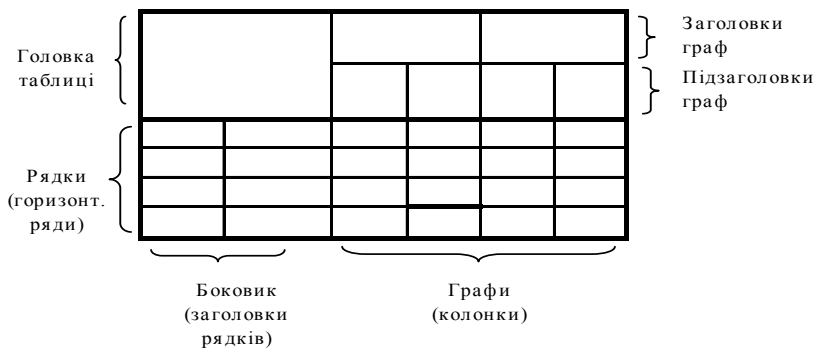 Головка
таблиці
Заголовки
граф
Підзаголовки
граф
Рядки
(горизонт.
ряди)
Боковик
(заголовки
рядків)
Графи
(колонки)